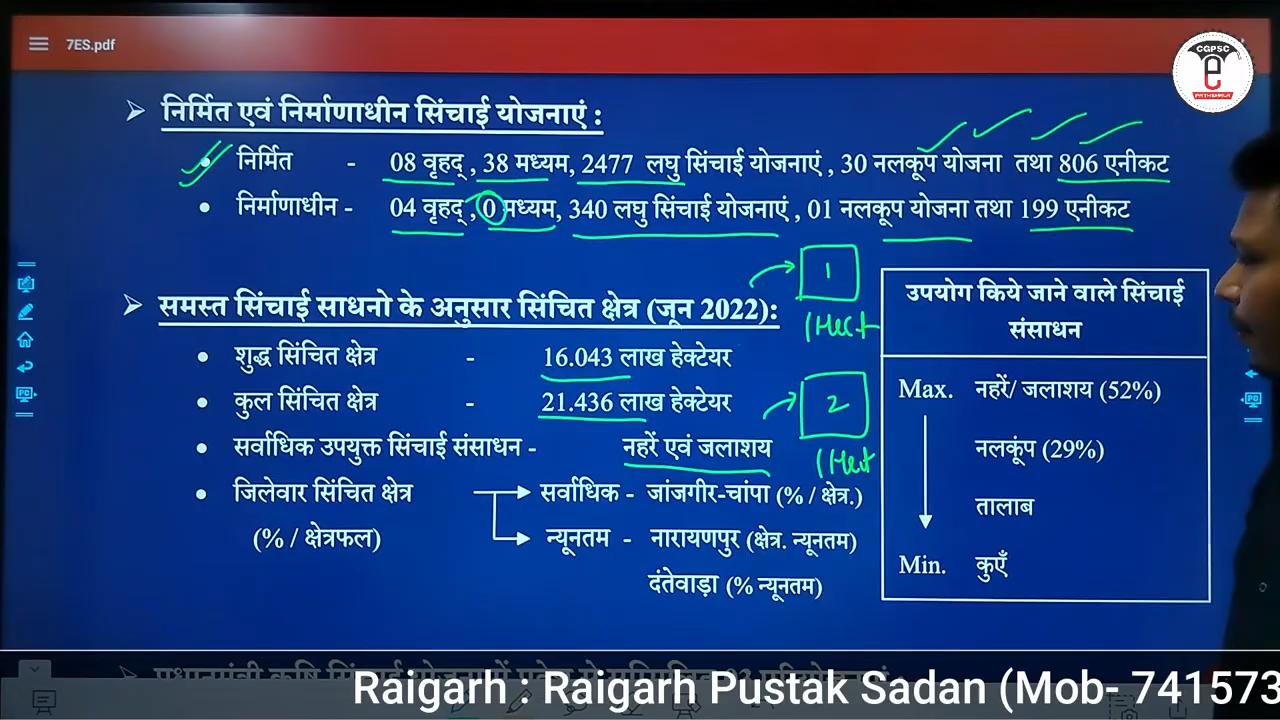 7ES.pdf
CGPSC
निर्मित एवं निर्माणाधीन सिंचाई योजनाएं :
निर्मित - 08 वृहद् , 38 मध्यम, 2477 लघु सिंचाई योजनाएं , 30 नलकूप योजना तथा 806 एनीकट
निर्माणाधीन - 04 वृहद् , 0 मध्यम, 340 लघु सिंचाई योजनाएं , 01 नलकूप योजना तथा 199 एनीकट
समस्त सिंचाई साधनो के अनुसार सिंचित क्षेत्र (जून 2022):
1
1 Hect
शुद्ध सिंचित क्षेत्र - 16.043 लाख हेक्टेयर
कुल सिंचित क्षेत्र - 21.436 लाख हेक्टेयर
2
1 Hect
सर्वाधिक उपयुक्त सिंचाई संसाधन - नहरें एवं जलाशय
जिलेवार सिंचित क्षेत्र सर्वाधिक - जांजगीर-चांपा (% / क्षेत्र.)
(% / क्षेत्रफल) न्यूनतम - नारायणपुर (क्षेत्र. न्यूनतम)
दंतेवाड़ा (% न्यूनतम)
उपयोग किये जाने वाले सिंचाई
संसाधन
Max. नहरें/ जलाशय (52%)
नलकूंप (29%)
तालाब
Min. कुएँ
Raigarh : Raigarh Pustak Sadan (Mob- 741573